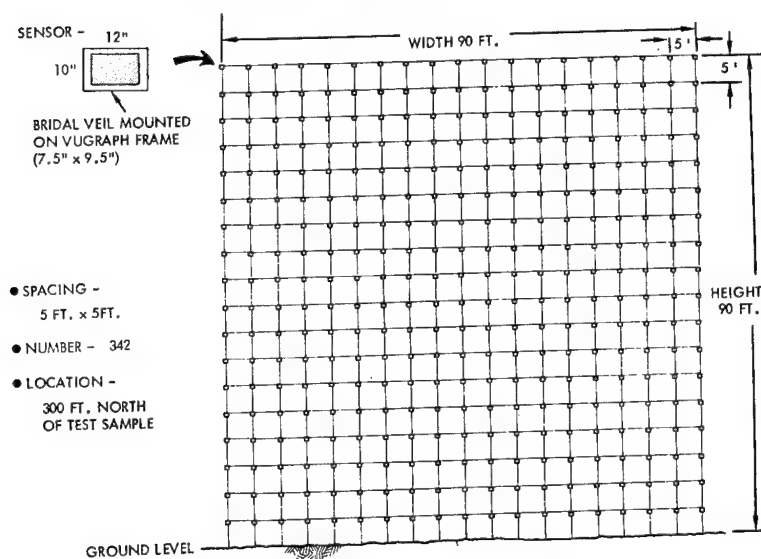 SENSOR - 12"
10"
BRIDAL VEIL MOUNTED
ON VUGRAPH FRAME
(7.5" x 9.5")
WIDTH 90 FT.
5 '
5 '
● SPACING -
5 FT. x 5FT.
● NUMBER - 342
● LOCATION -
300 FT. NORTH
OF TEST SAMPLE
HEIGHT
90 FT.
GROUND LEVEL